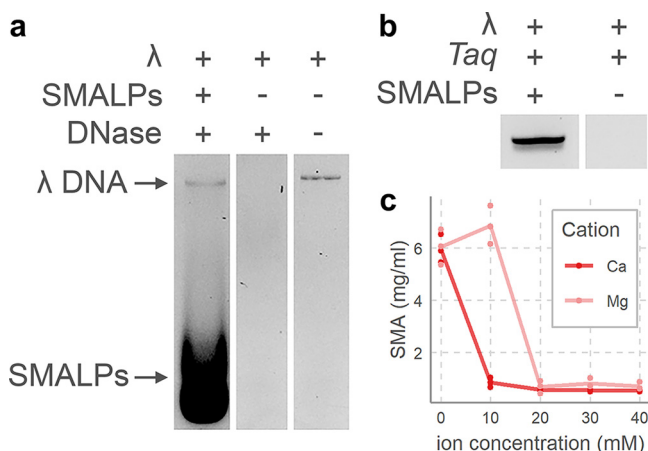 a
λ + + +
SMALPs + - -
DNase + + -
λ DNA →
SMALPs →
b
λ + +
Taq + +
SMALPs + -
c
SMA (mg/ml)
6
4
2
Cation
Ca
Mg
0 10 20 30 40
ion concentration (mM)